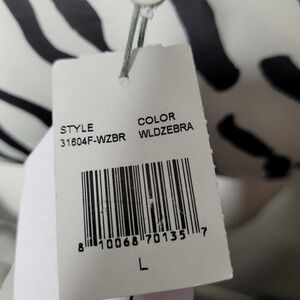 STYLE COLOR
31604F-WZBR WLDZEBRA
8 10068 70135 7
L